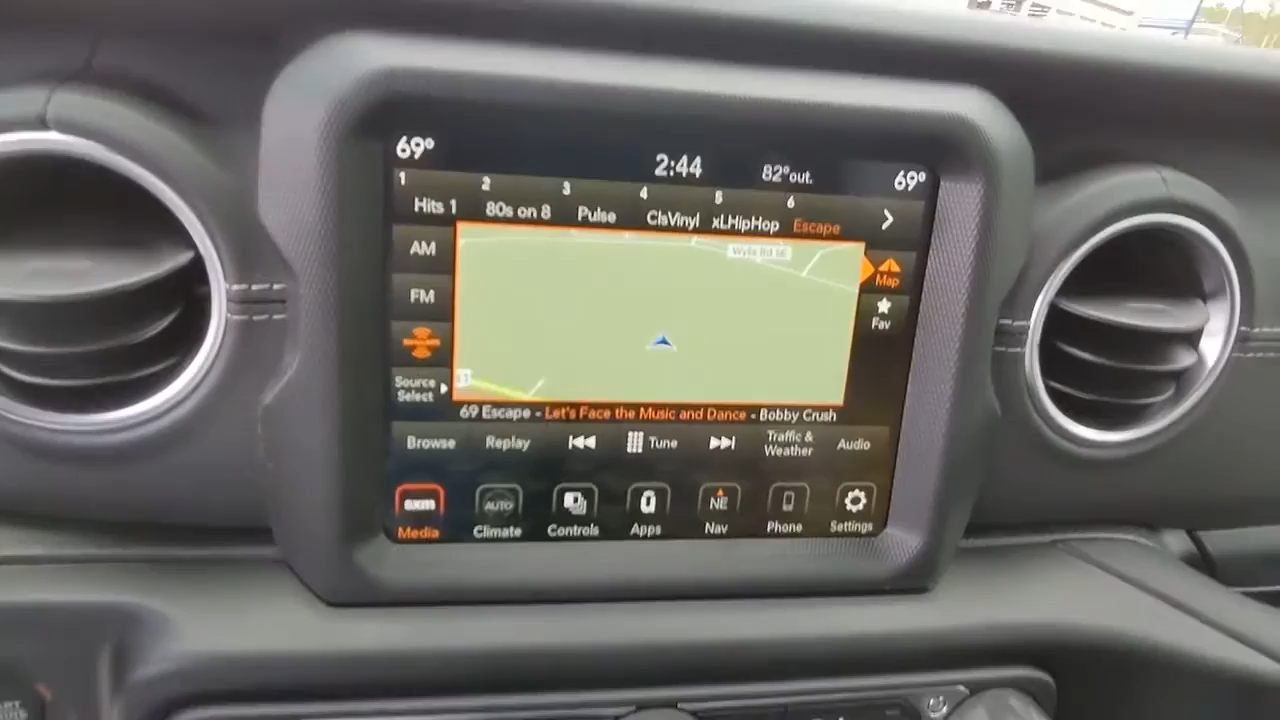 69°
2:44
82°out.
69°
1 2 3 4 5 6
Hits 1 80s on 8 Pulse ClsVinyl xLHipHop Escape
AM
FM
Source
Select
Map
Fav
69 Escape - Let's Face the Music and Dance - Bobby Crush
Browse Replay Tune Traffic &
Weather Audio
sxm AUTO NE
Media Climate Controls Apps Nav Phone Settings